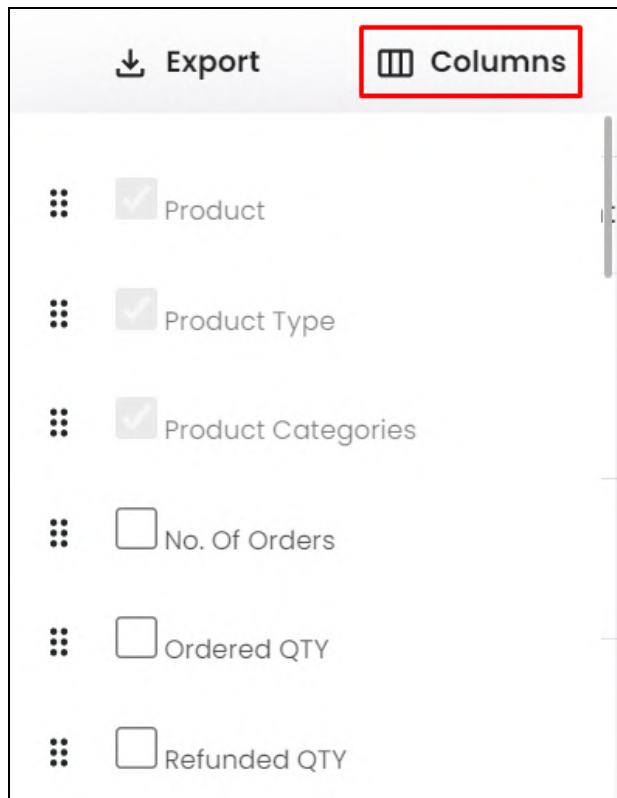 Export
Columns
Product
Product Type
Product Categories
No. Of Orders
Ordered QTY
Refunded QTY